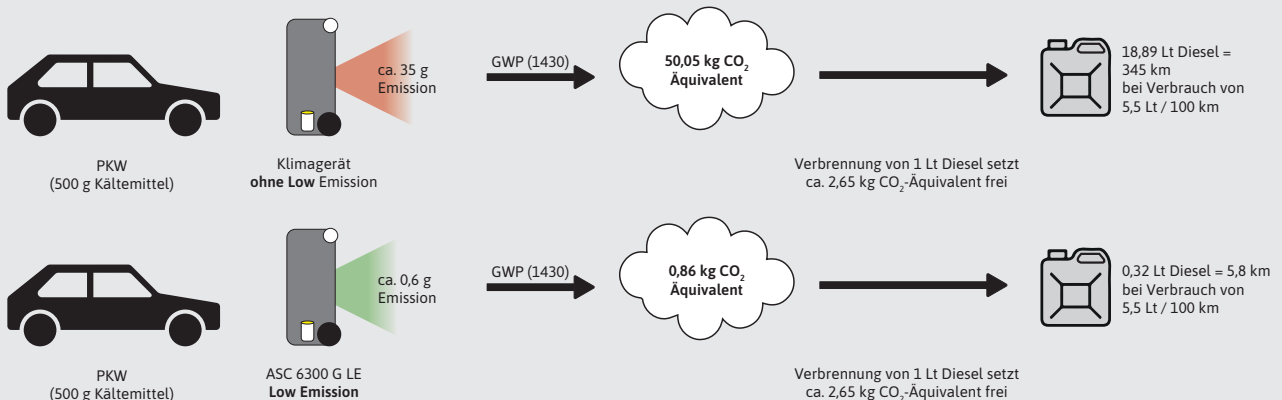 PKW
(500 g Kältemittel)
Klimagerät
ohne Low Emission
ca. 35 g
Emission
GWP (1430)
50,05 kg CO₂
Äquivalent
Verbrennung von 1 Lt Diesel setzt
ca. 2,65 kg CO₂-Äquivalent frei
18,89 Lt Diesel =
345 km
bei Verbrauch von
5,5 Lt / 100 km
PKW
(500 g Kältemittel)
ASC 6300 G LE
Low Emission
ca. 0,6 g
Emission
GWP (1430)
0,86 kg CO₂
Äquivalent
Verbrennung von 1 Lt Diesel setzt
ca. 2,65 kg CO₂-Äquivalent frei
0,32 Lt Diesel = 5,8 km
bei Verbrauch von
5,5 Lt / 100 km